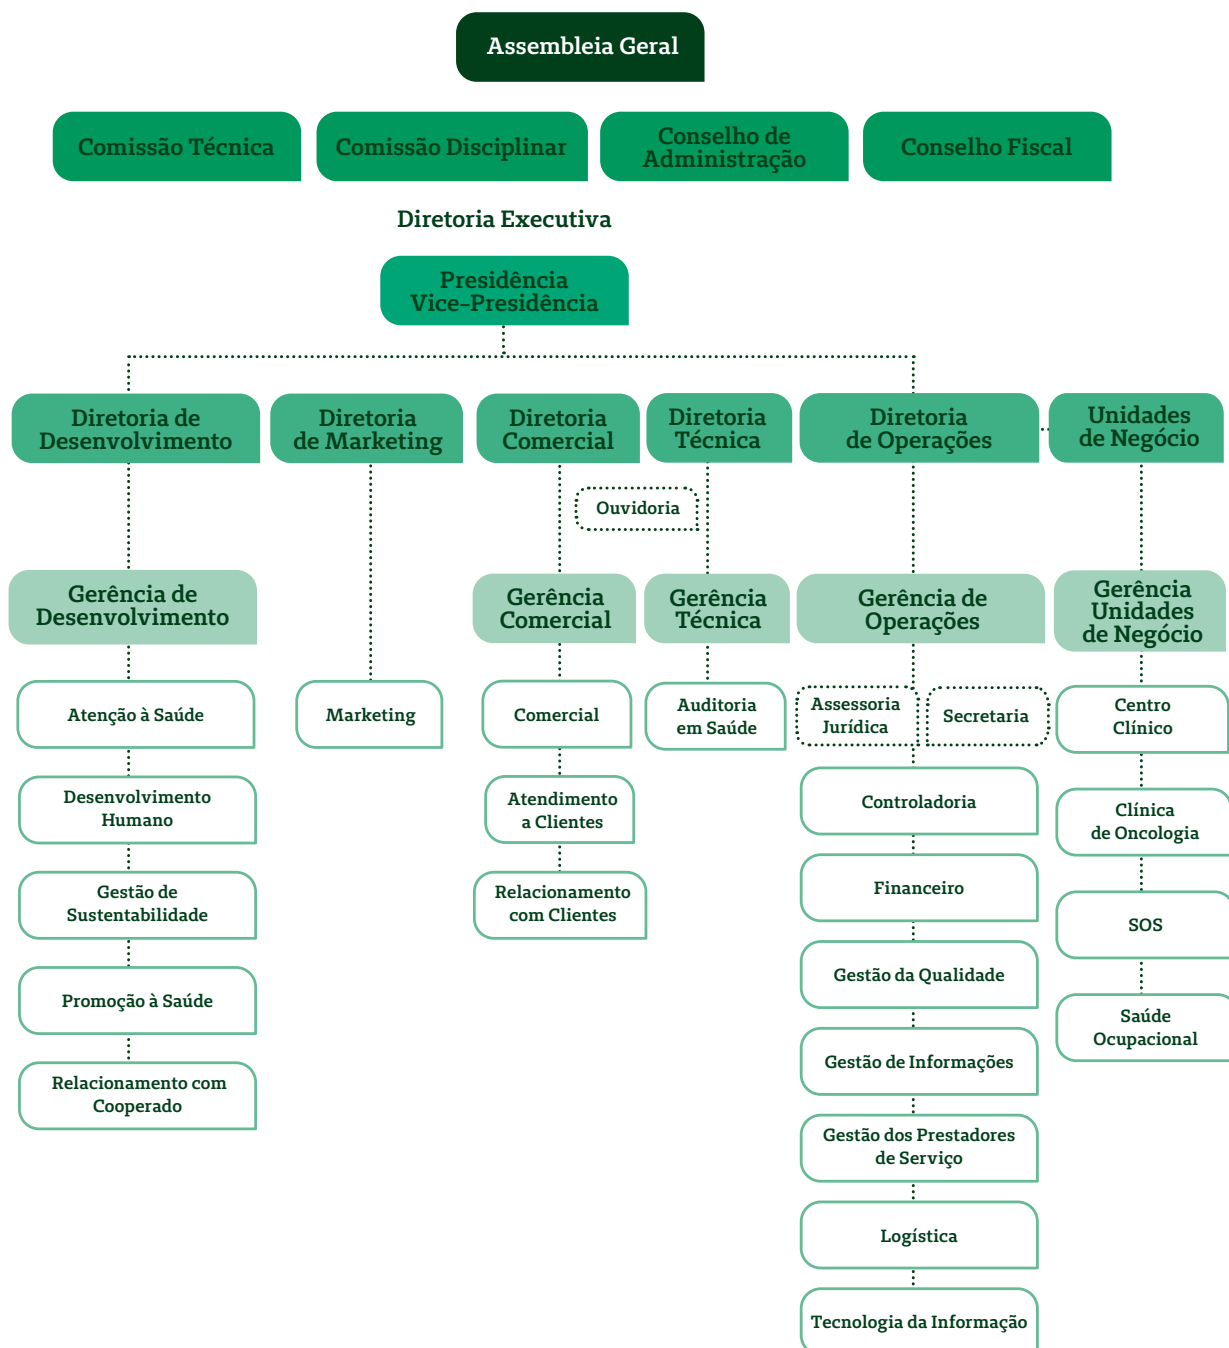 Assembleia Geral
Comissão Técnica
Comissão Disciplinar
Conselho de
Administração
Conselho Fiscal
Diretoria Executiva
Presidência
Vice-Presidência
Diretoria de
Desenvolvimento
Diretoria
de Marketing
Diretoria
Comercial
Diretoria
Técnica
Diretoria
de Operações
Unidades
de Negócio
Ouvidoria
Gerência de
Desenvolvimento
Gerência
Comercial
Gerência
Técnica
Gerência de
Operações
Gerência
Unidades
de Negócio
Atenção à Saúde
Desenvolvimento
Humano
Gestão de
Sustentabilidade
Promoção à Saúde
Relacionamento com
Cooperado
Marketing
Comercial
Atendimento
a Clientes
Relacionamento
com Clientes
Auditoria
em Saúde
Assessoria
Jurídica
Secretaria
Controladoria
Financeiro
Gestão da Qualidade
Gestão de Informações
Gestão dos Prestadores
de Serviço
Logística
Tecnologia da Informação
Centro
Clínico
Clínica
de Oncologia
SOS
Saúde
Ocupacional